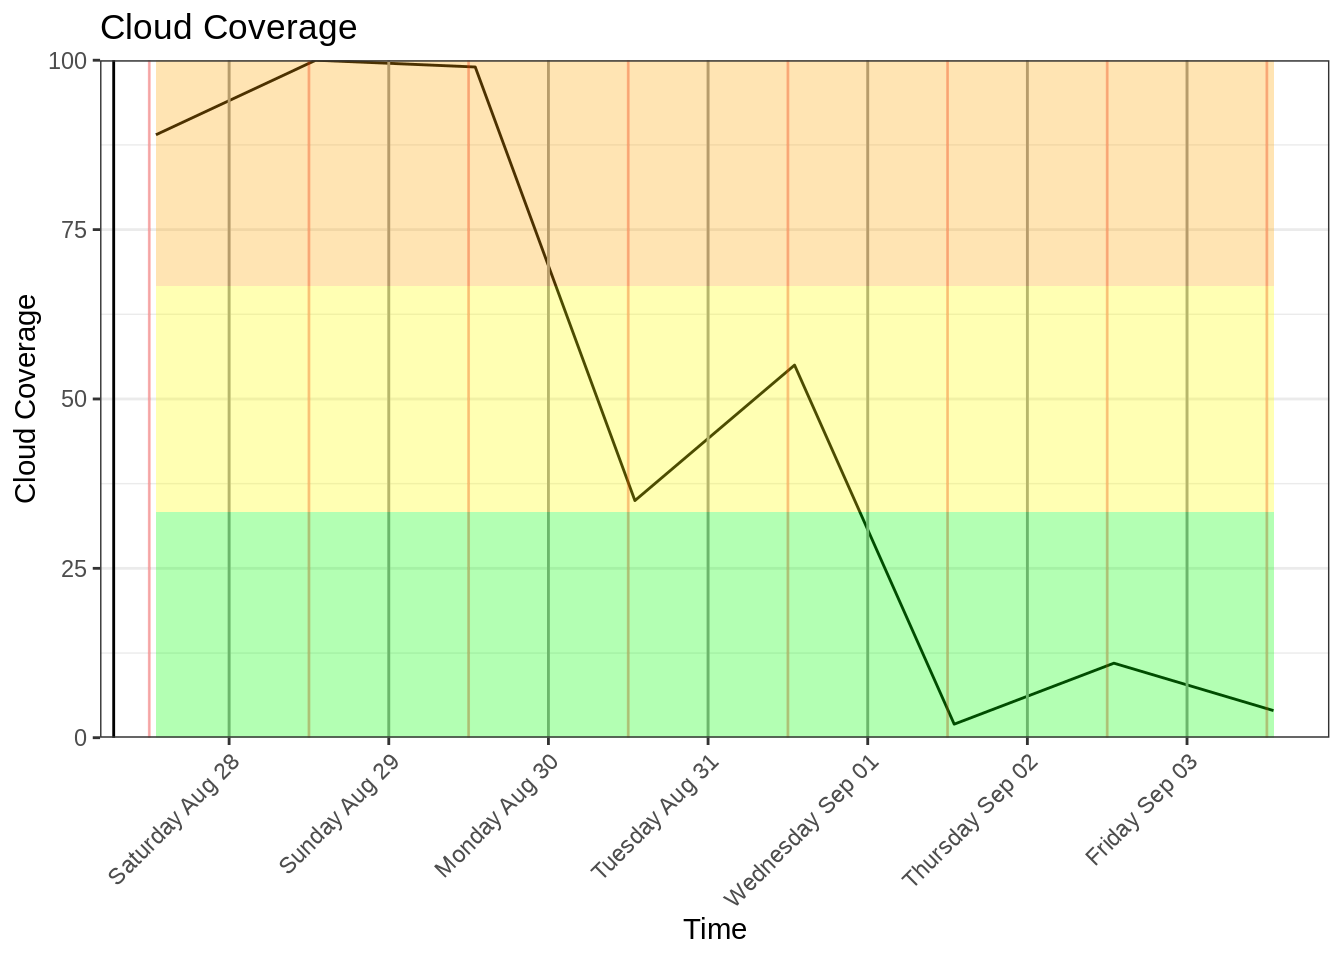 Cloud Coverage
Cloud Coverage
100
75
50
25
0
Saturday Aug 28
Sunday Aug 29
Monday Aug 30
Tuesday Aug 31
Wednesday Sep 01
Thursday Sep 02
Friday Sep 03
Time